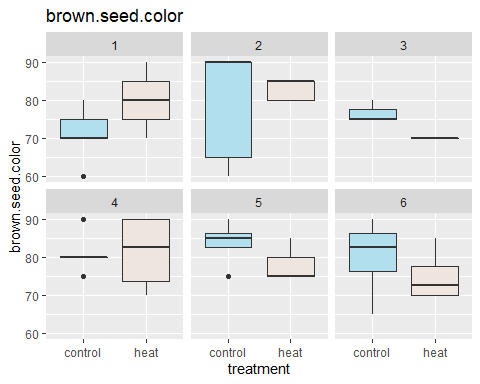 brown.seed.color
1 2 3
90
80
70
60
4 5 6
90
80
70
60
brown.seed.color
control heat control heat control heat
treatment